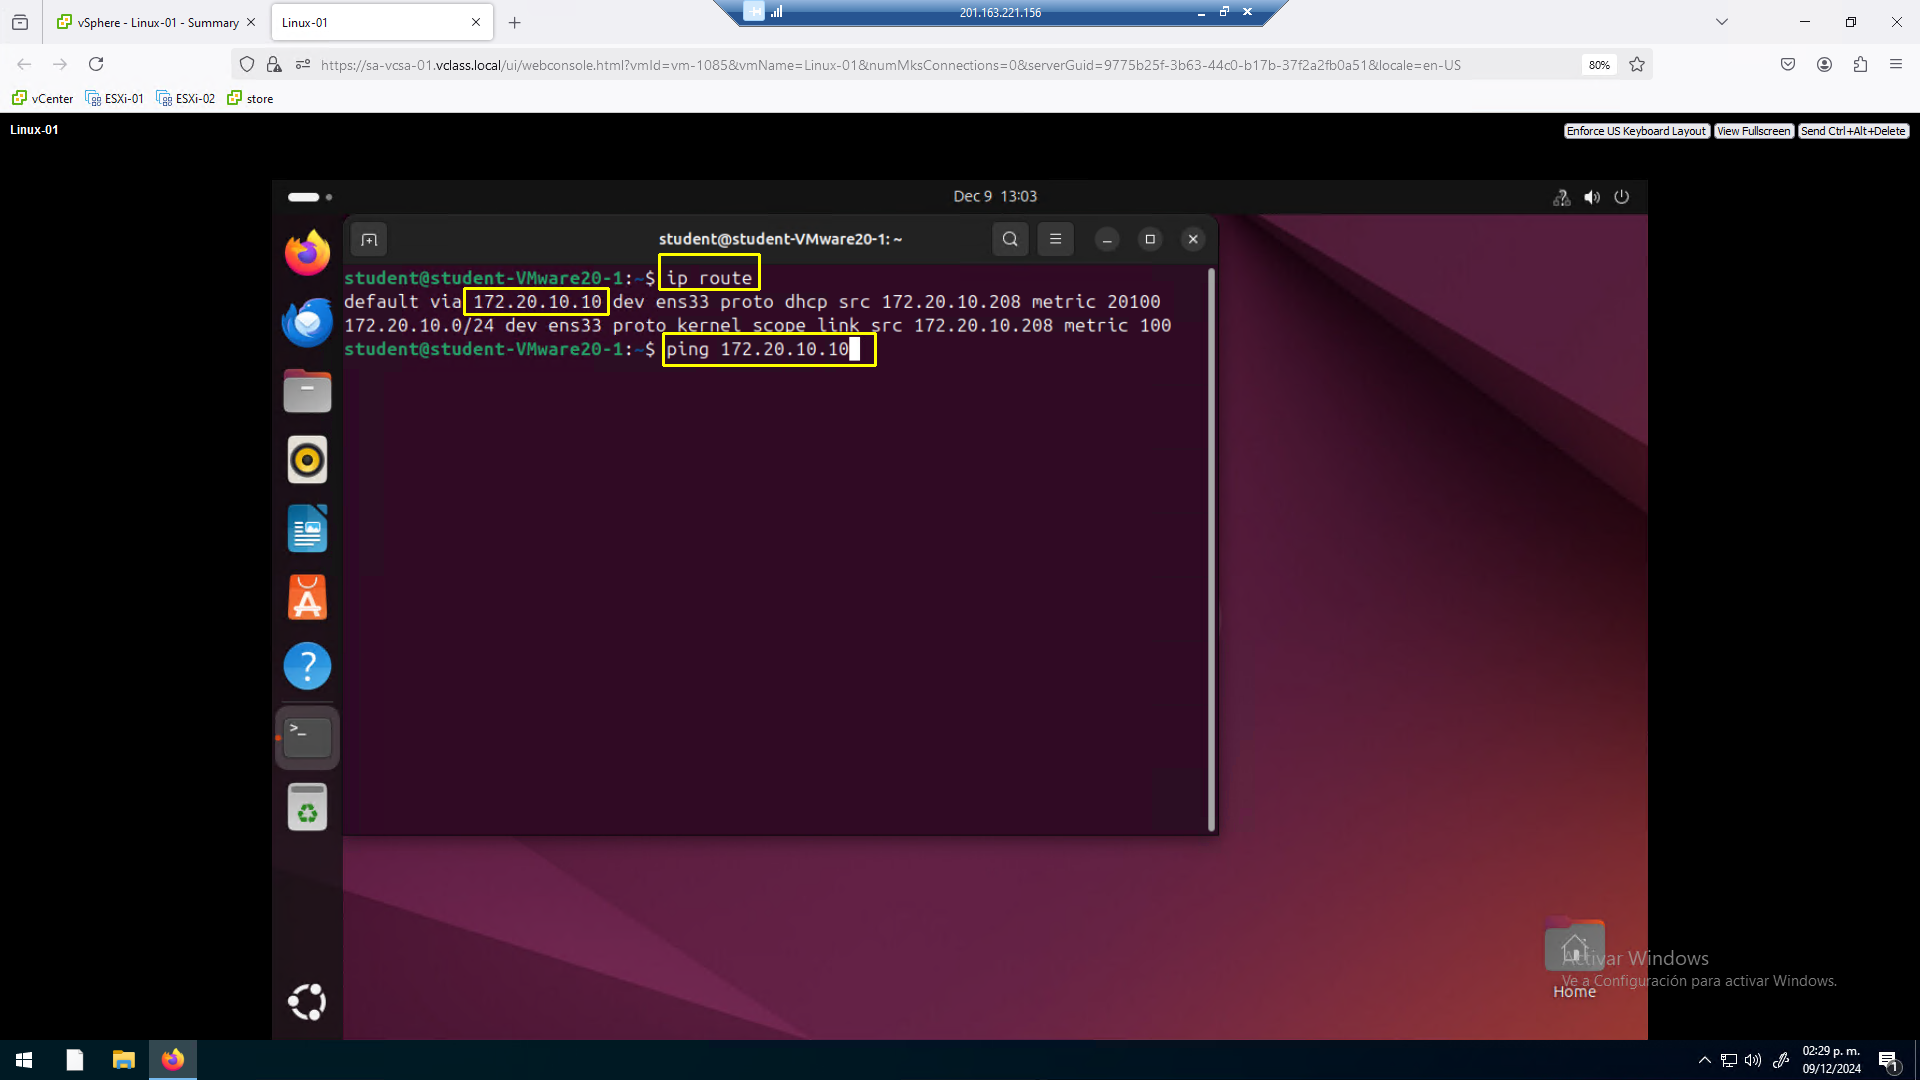 vSphere - Linux-01 - Summary
Linux-01
201.163.221.156
https://sa-vcsa-01.vclass.local/ui/webconsole.html?vmId=vm-1085&vmName=Linux-01&numMksConnections=0&serverGuid=9775b25f-3b63-44c0-b17b-37f2a2fb0a51&locale=en-US
80%
vCenter
ESXi-01
ESXi-02
store
Linux-01
Enforce US Keyboard Layout
View Fullscreen
Send Ctrl+Alt+Delete
Dec 9 13:03
student@student-VMware20-1: ~
student@student-VMware20-1:~$ ip route
default via 172.20.10.10 dev ens33 proto dhcp src 172.20.10.208 metric 20100
172.20.10.0/24 dev ens33 proto kernel scope link src 172.20.10.208 metric 100
student@student-VMware20-1:~$ ping 172.20.10.10
Activar Windows
Ve a Configuración para activar Windows.
Home
02:29 p. m.
09/12/2024
1